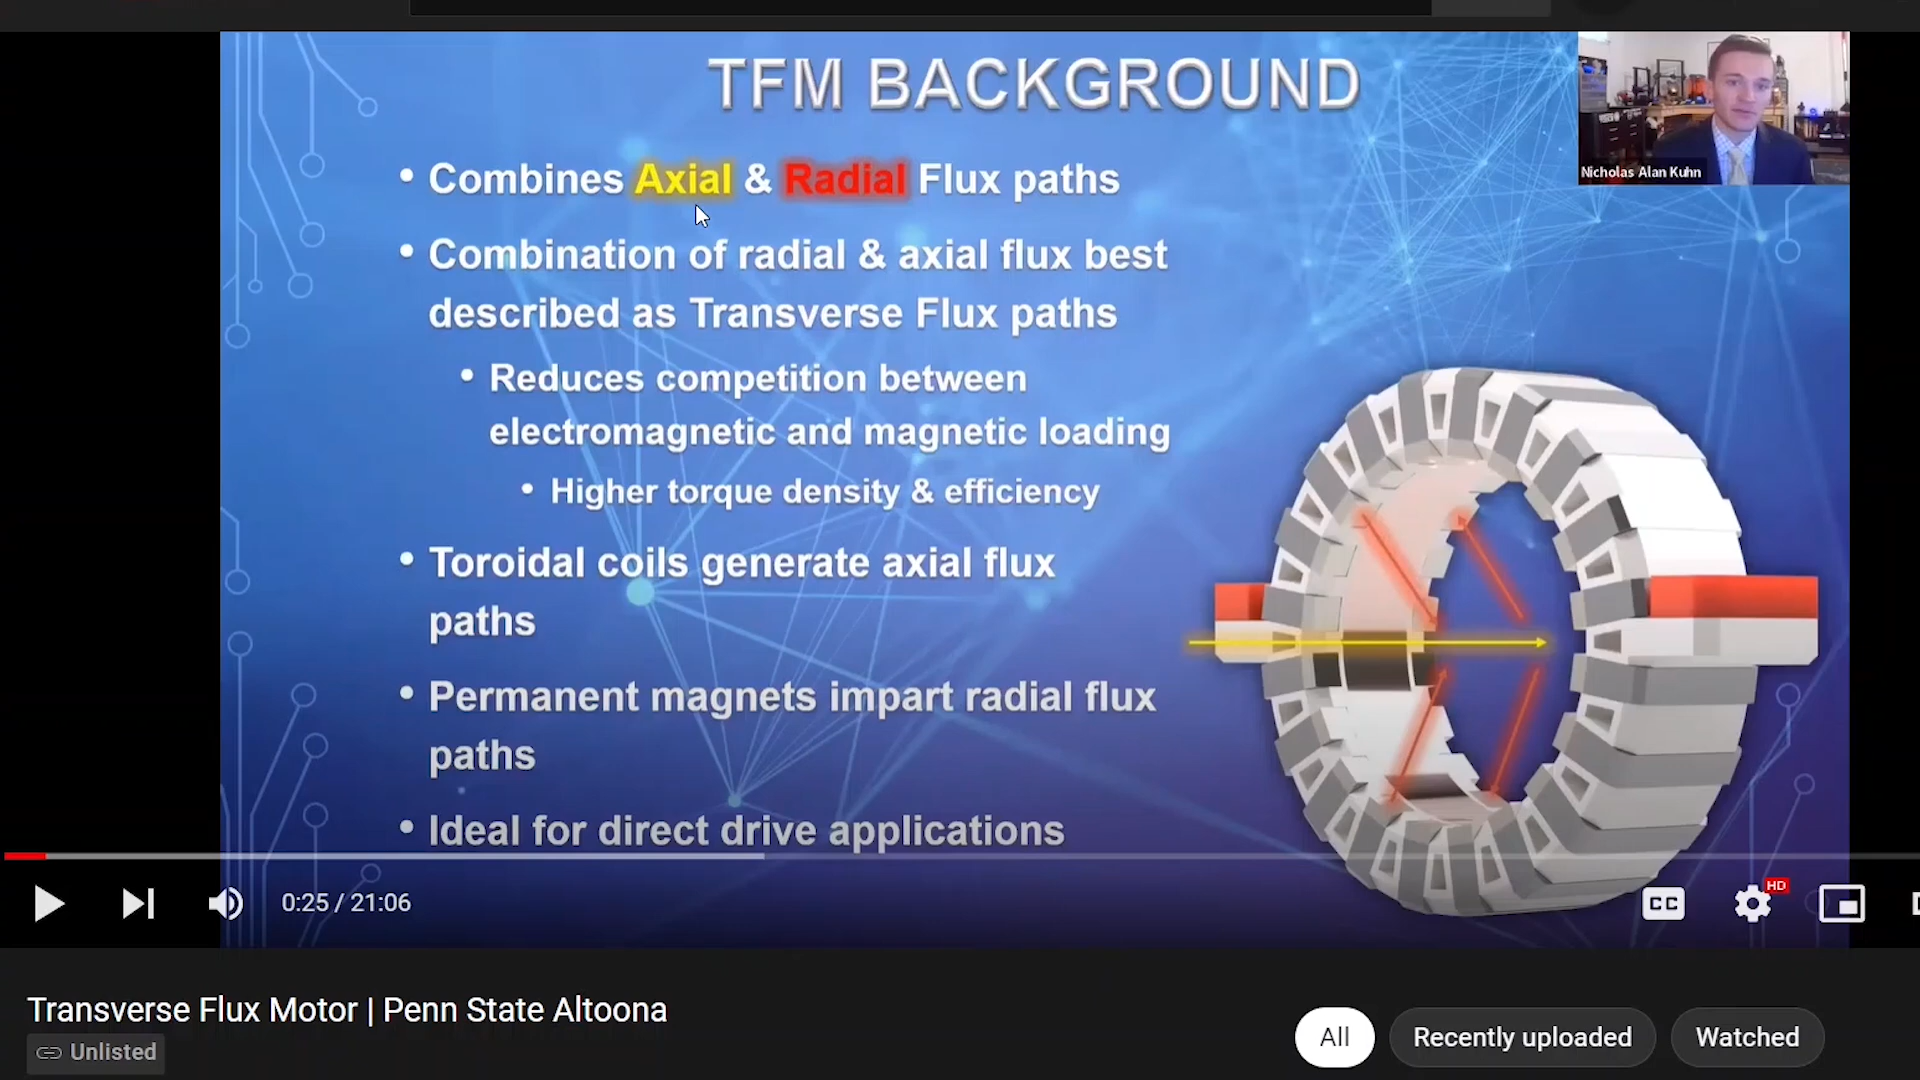 TFM BACKGROUND
Nicholas Alan Kuhn
• Combines Axial & Radial Flux paths
• Combination of radial & axial flux best
described as Transverse Flux paths
• Reduces competition between
electromagnetic and magnetic loading
• Higher torque density & efficiency
• Toroidal coils generate axial flux
paths
• Permanent magnets impart radial flux
paths
• Ideal for direct drive applications
0:25 / 21:06
CC
HD
Transverse Flux Motor | Penn State Altoona
Unlisted
All
Recently uploaded
Watched